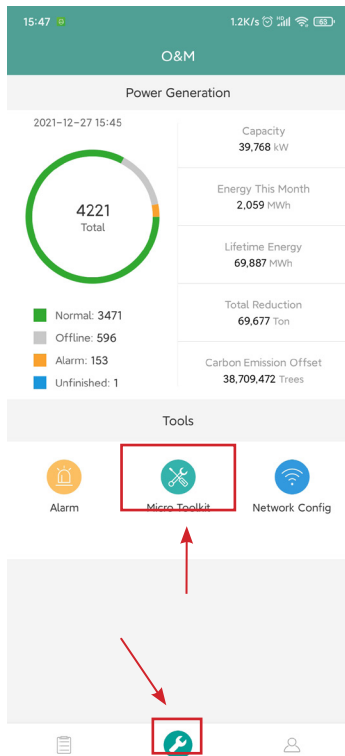 15:47
1.2K/s HD 63
O&M
Power Generation
2021-12-27 15:45
4221
Total
Normal: 3471
Offline: 596
Alarm: 153
Unfinished: 1
Capacity
39,768 kW
Energy This Month
2,059 MWh
Lifetime Energy
69,887 MWh
Total Reduction
69,677 Ton
Carbon Emission Offset
38,709,472 Trees
Tools
Alarm
Micro Toolkit
Network Config